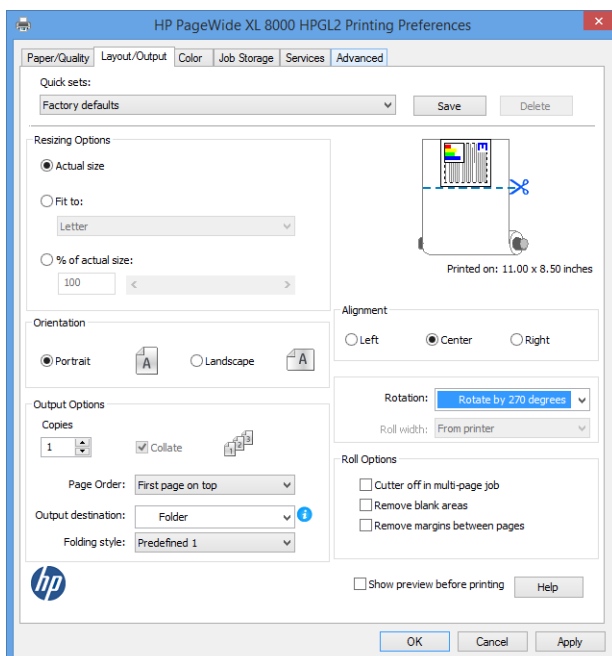 HP PageWide XL 8000 HPGL2 Printing Preferences
Paper/Quality Layout/Output Color Job Storage Services Advanced
Quick sets:
Factory defaults Save Delete
Resizing Options
Actual size
Fit to:
Letter
% of actual size:
100
E
Printed on: 11.00 x 8.50 inches
Orientation
Portrait A Landscape A
Alignment
Left Center Right
Rotation: Rotate by 270 degrees
Roll width: From printer
Output Options
Copies
1 Collate 1 2 3
Page Order: First page on top
Output destination: Folder i
Folding style: Predefined 1
Roll Options
Cutter off in multi-page job
Remove blank areas
Remove margins between pages
hp
Show preview before printing Help
OK Cancel Apply